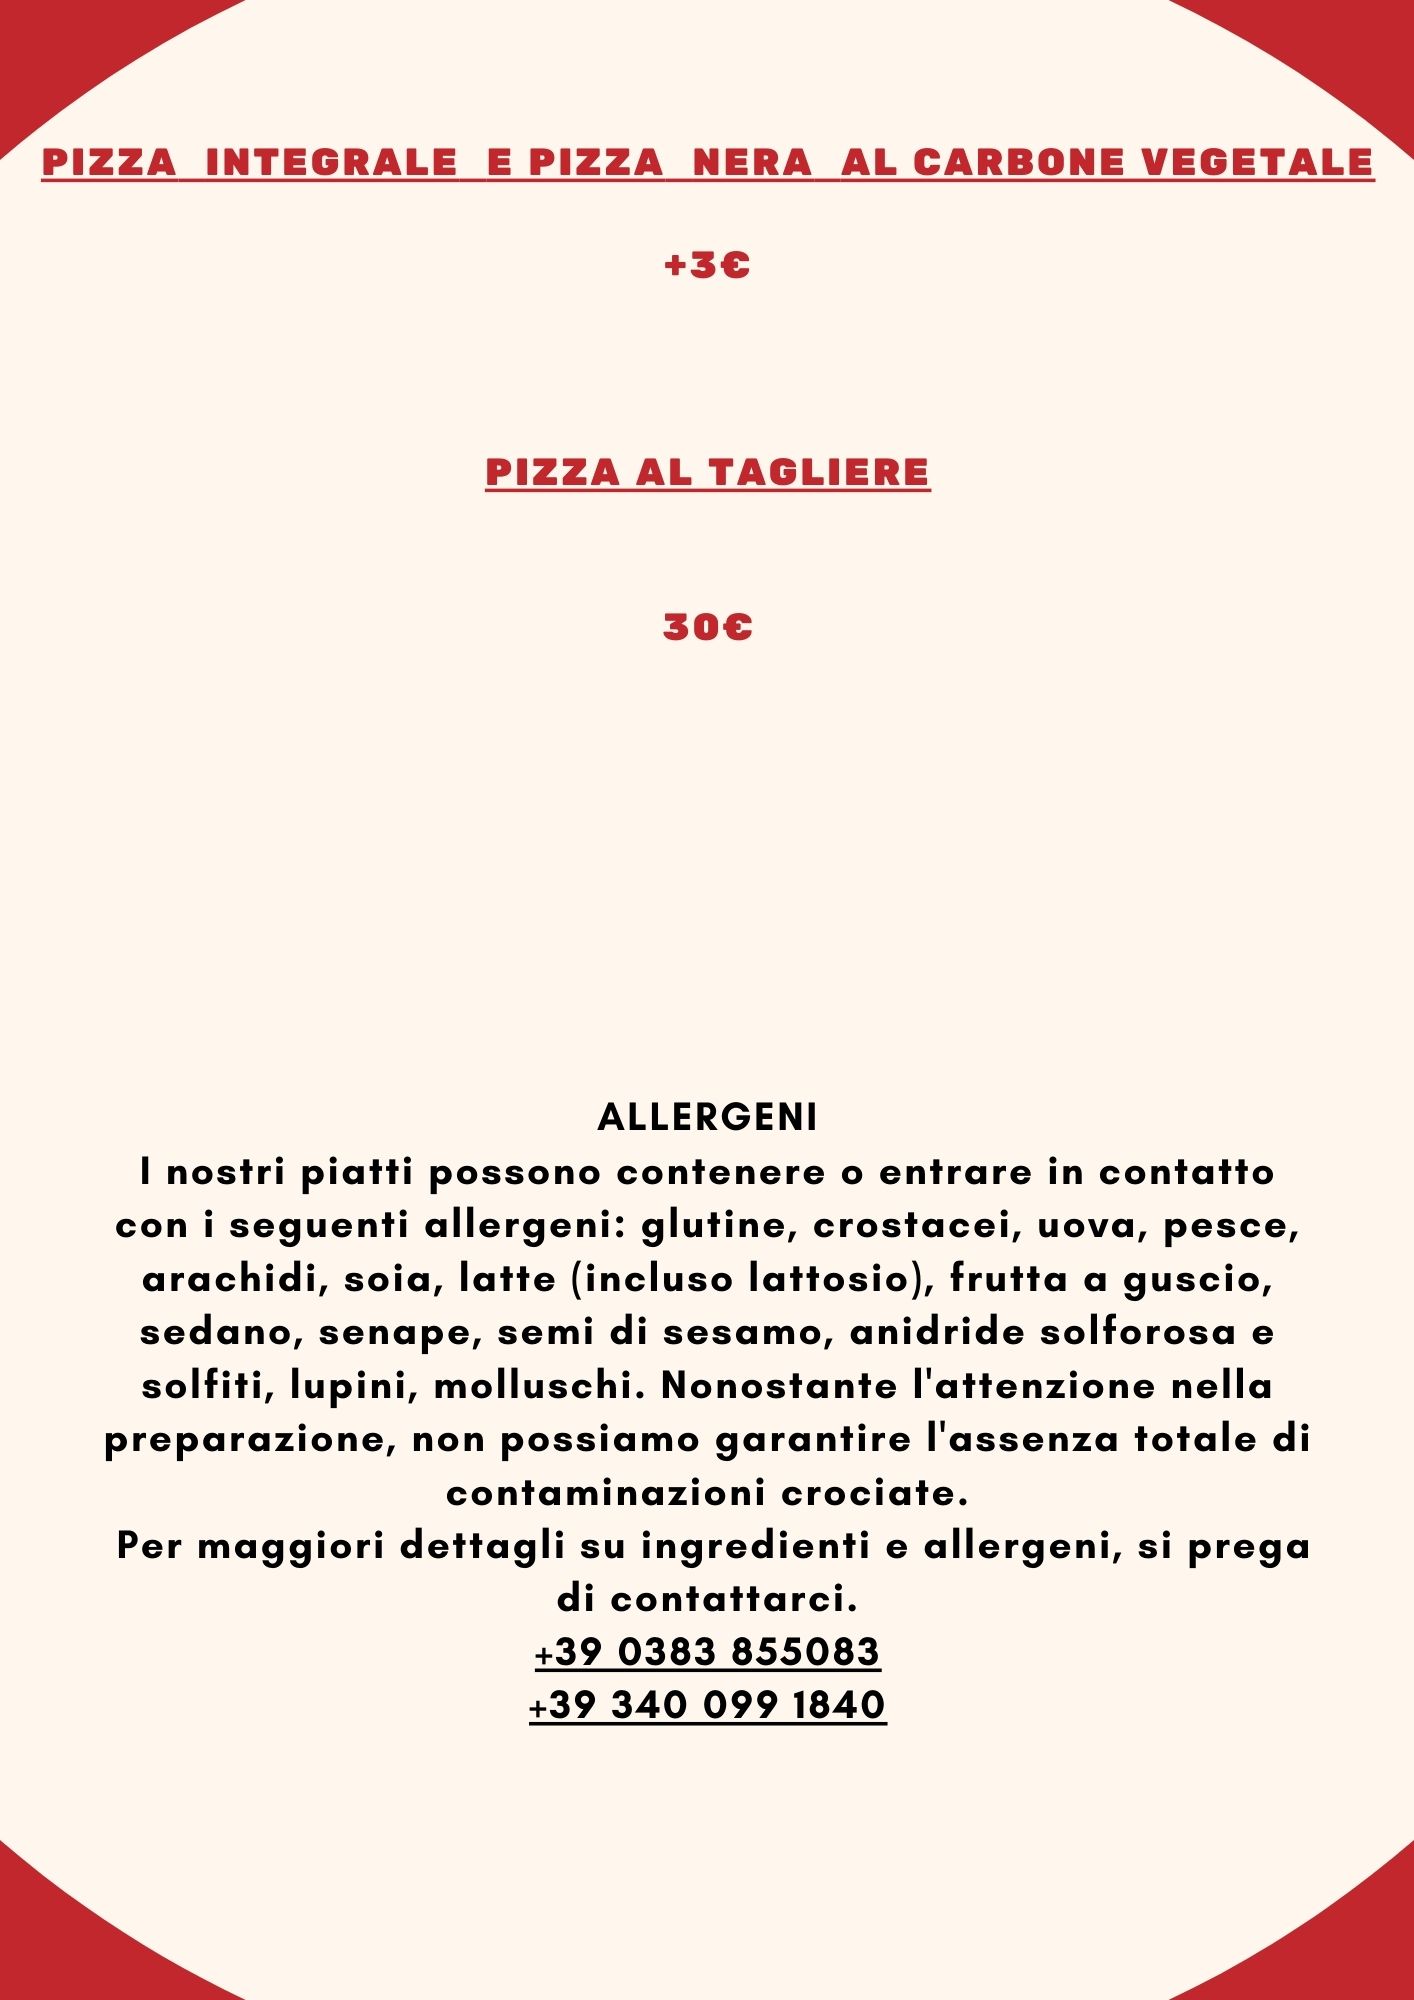 PIZZA INTEGRALE E PIZZA NERA AL CARBONE VEGETALE
+3€
PIZZA AL TAGLIERE
30€
ALLERGENI
I nostri piatti possono contenere o entrare in contatto
con i seguenti allergeni: glutine, crostacei, uova, pesce,
arachidi, soia, latte (incluso lattosio), frutta a guscio,
sedano, senape, semi di sesamo, anidride solforosa e
solfiti, lupini, molluschi. Nonostante l'attenzione nella
preparazione, non possiamo garantire l'assenza totale di
contaminazioni crociate.
Per maggiori dettagli su ingredienti e allergeni, si prega
di contattarci.
+39 0383 855083
+39 340 099 1840